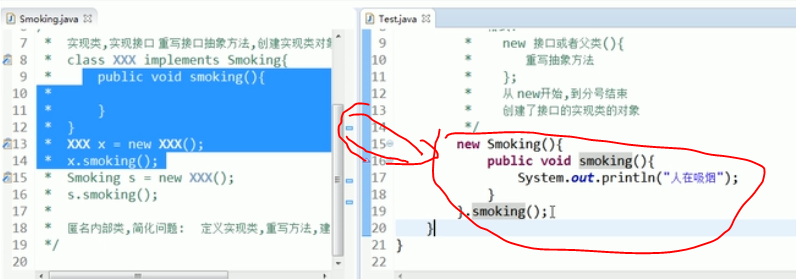 Smoking.java
7 * 实现类,实现接口 重写接口抽象方法,创建实现类对象
8 * class XXX implements Smoking{
9 * public void smoking(){
10 *
11 * }
12 * }
13 * XXX x = new XXX();
14 * x.smoking();
15 * Smoking s = new XXX();
16 * s.smoking();
17 *
18 * 匿名内部类,简化问题: 定义实现类,重写方法,建
19 */
Test.java
8 * new 接口或者父类(){
9 * 重写抽象方法
10 * };
11 * 从 new开始,到分号结束
12 * 创建了接口的实现类的对象
13 *
14 */
15 new Smoking(){
16 public void smoking(){
17 System.out.println("人在吸烟");
18 }
19 }.smoking();
20 }
21 }
22